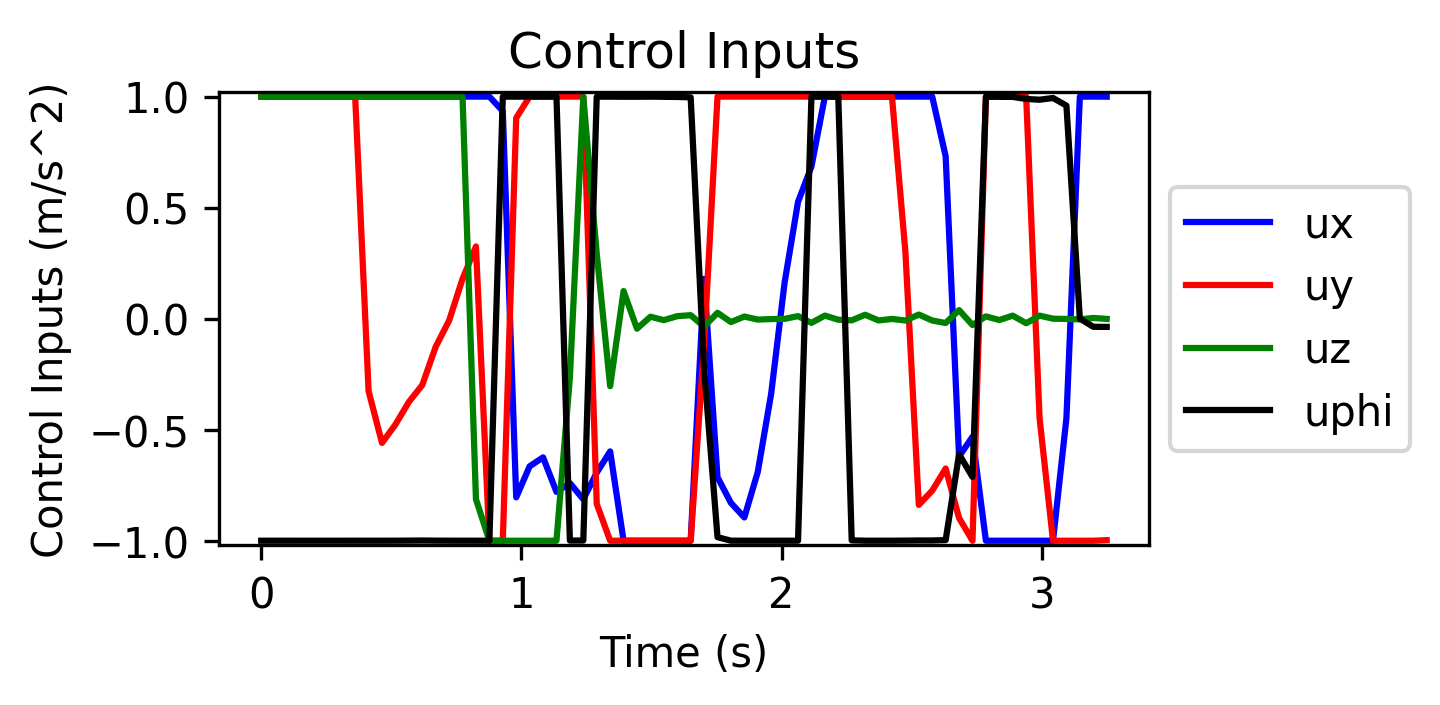 Control Inputs
Control Inputs (m/s^2)
1.0
0.5
0.0
−0.5
−1.0
0
1
2
3
Time (s)
ux
uy
uz
uphi